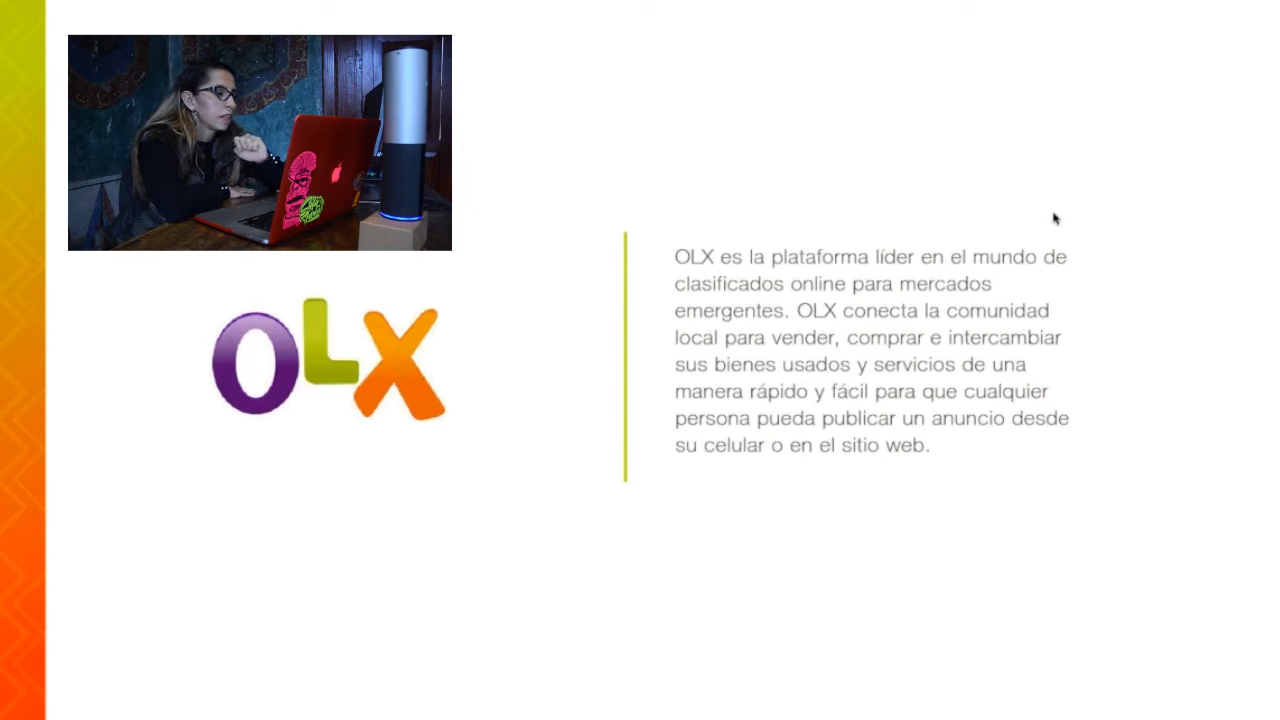 OLX
OLX es la plataforma líder en el mundo de
clasificados online para mercados
emergentes. OLX conecta la comunidad
local para vender, comprar e intercambiar
sus bienes usados y servicios de una
manera rápido y fácil para que cualquier
persona pueda publicar un anuncio desde
su celular o en el sitio web.